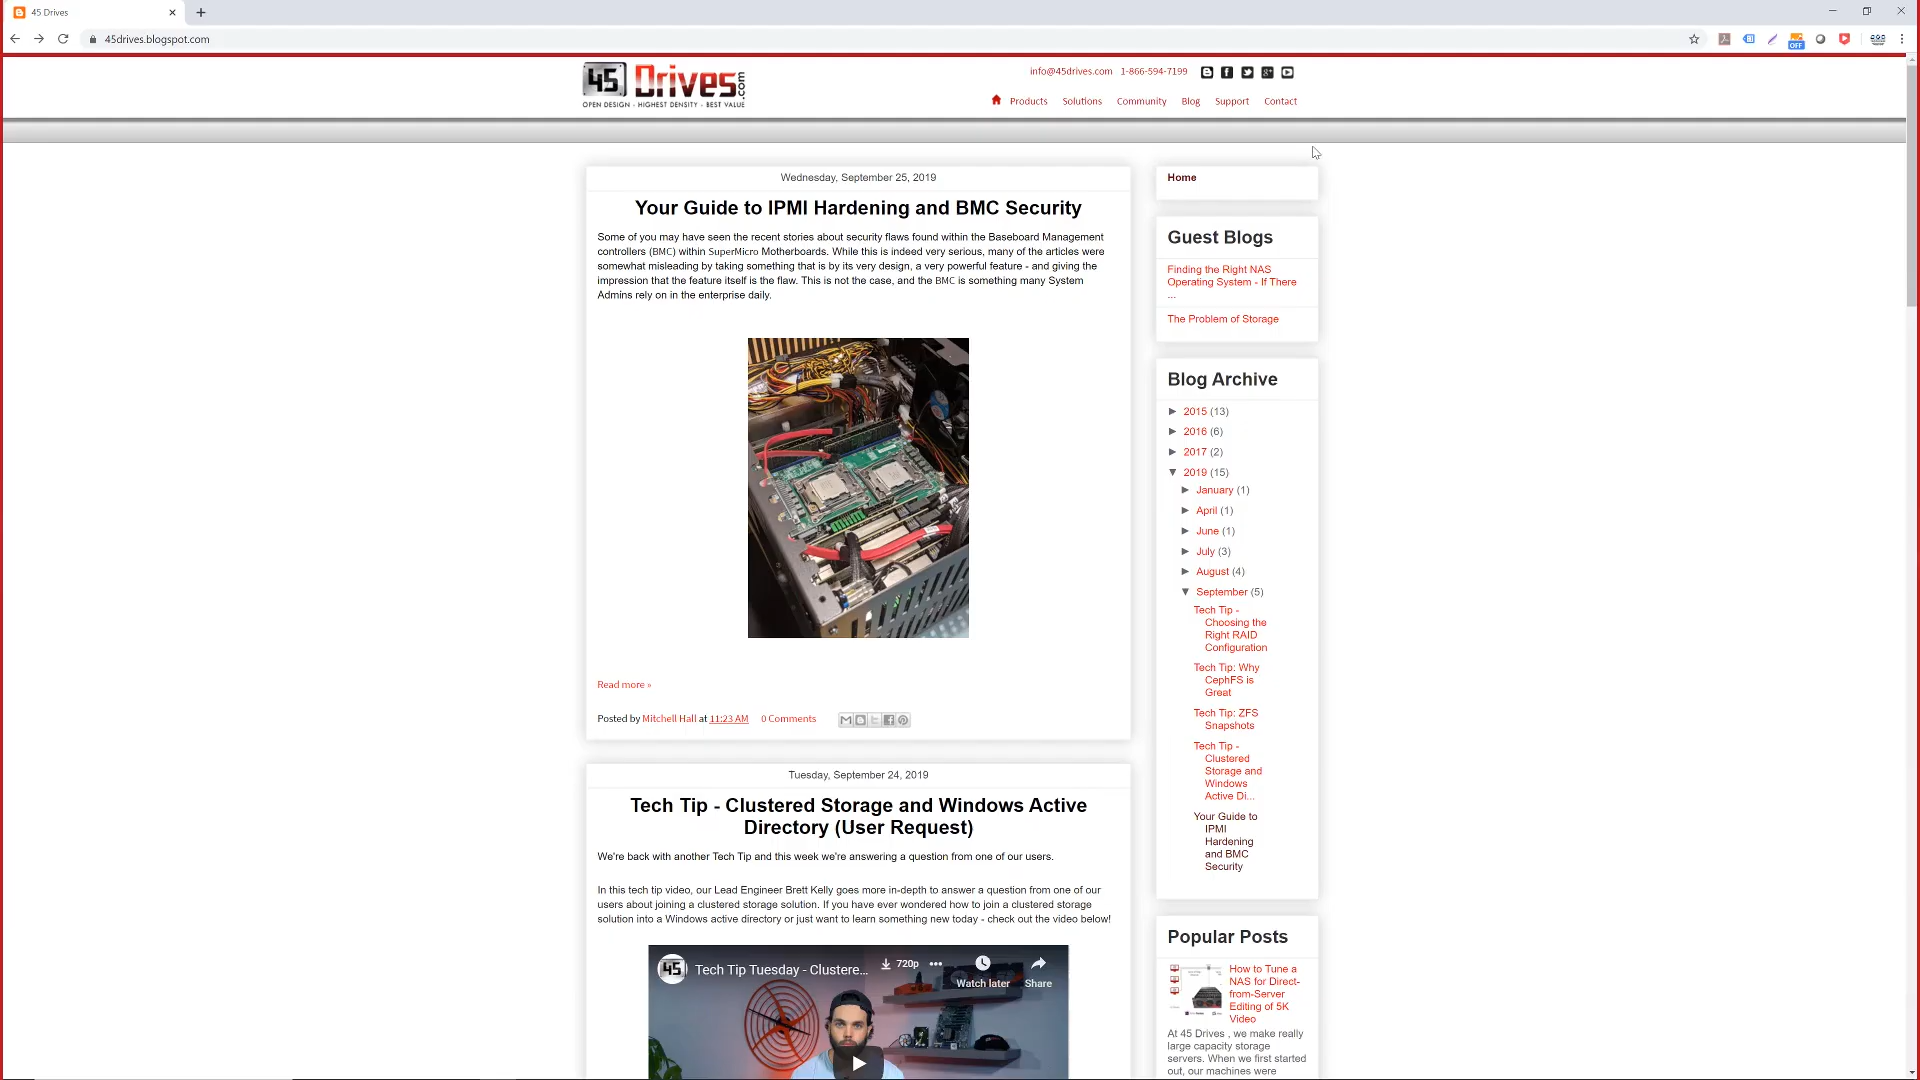 45 Drives
45drives.blogspot.com
OFF
45 Drives.com
OPEN DESIGN - HIGHEST DENSITY - BEST VALUE
info@45drives.com 1-866-594-7199
Products Solutions Community Blog Support Contact
Wednesday, September 25, 2019
Your Guide to IPMI Hardening and BMC Security
Some of you may have seen the recent stories about security flaws found within the Baseboard Management
controllers (BMC) within SuperMicro Motherboards. While this is indeed very serious, many of the articles were
somewhat misleading by taking something that is by its very design, a very powerful feature - and giving the
impression that the feature itself is the flaw. This is not the case, and the BMC is something many System
Admins rely on in the enterprise daily.
Read more »
Posted by Mitchell Hall at 11:23 AM 0 Comments
Tuesday, September 24, 2019
Tech Tip - Clustered Storage and Windows Active
Directory (User Request)
We're back with another Tech Tip and this week we're answering a question from one of our users.
In this tech tip video, our Lead Engineer Brett Kelly goes more in-depth to answer a question from one of our
users about joining a clustered storage solution. If you have ever wondered how to join a clustered storage
solution into a Windows active directory or just want to learn something new today - check out the video below!
45 Tech Tip Tuesday - Clustere... 720p
Watch later Share
Home
Guest Blogs
Finding the Right NAS
Operating System - If There
...
The Problem of Storage
Blog Archive
► 2015 (13)
► 2016 (6)
► 2017 (2)
▼ 2019 (15)
► January (1)
► April (1)
► June (1)
► July (3)
► August (4)
▼ September (5)
Tech Tip -
Choosing the
Right RAID
Configuration
Tech Tip: Why
CephFS is
Great
Tech Tip: ZFS
Snapshots
Tech Tip -
Clustered
Storage and
Windows
Active Di...
Your Guide to
IPMI
Hardening
and BMC
Security
Popular Posts
How to Tune a
NAS for Direct-
from-Server
Editing of 5K
Video
At 45 Drives , we make really
large capacity storage
servers. When we first started
out, our machines were